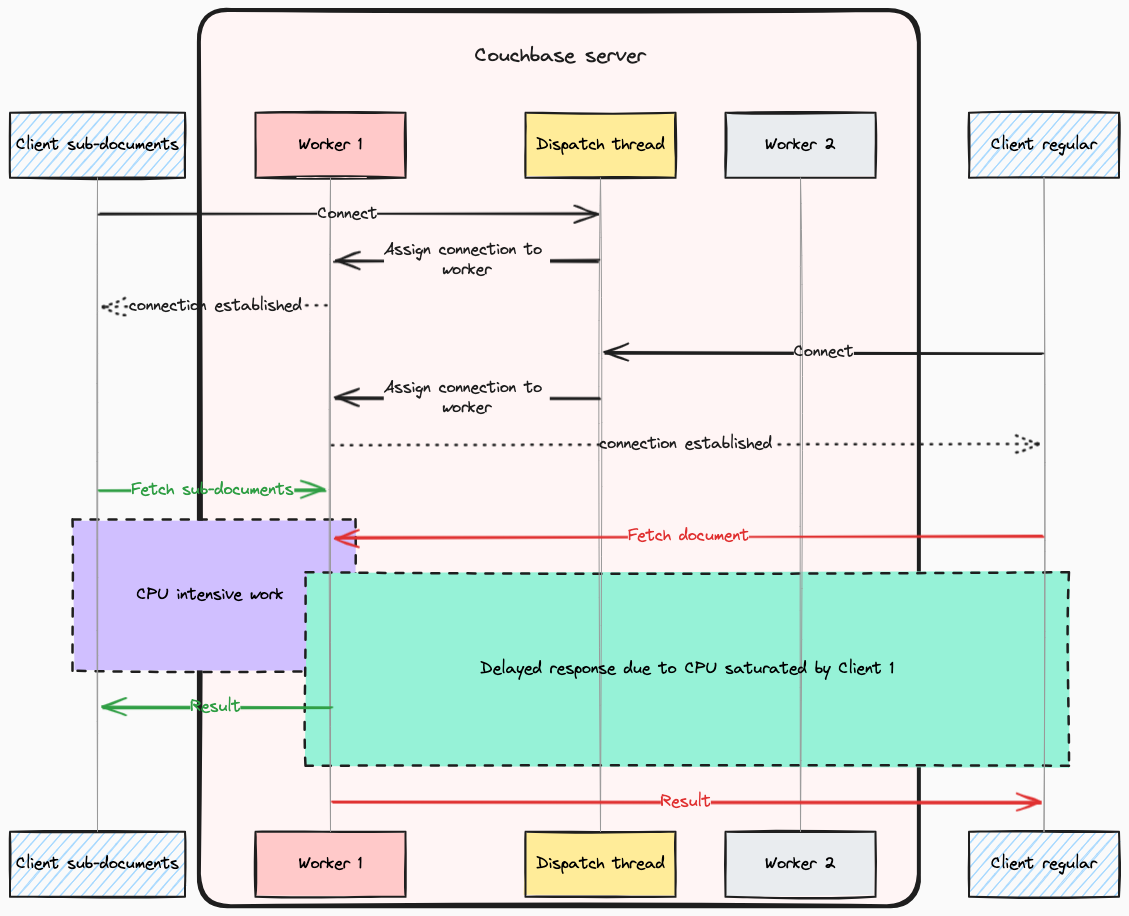 Couchbase server
Client sub-documents
Worker 1
Dispatch thread
Worker 2
Client regular
Connect
Assign connection to
worker
connection established
Connect
Assign connection to
worker
connection established
Fetch sub-documents
Fetch document
CPU intensive work
Delayed response due to CPU saturated by Client 1
Result
Result
Client sub-documents
Worker 1
Dispatch thread
Worker 2
Client regular